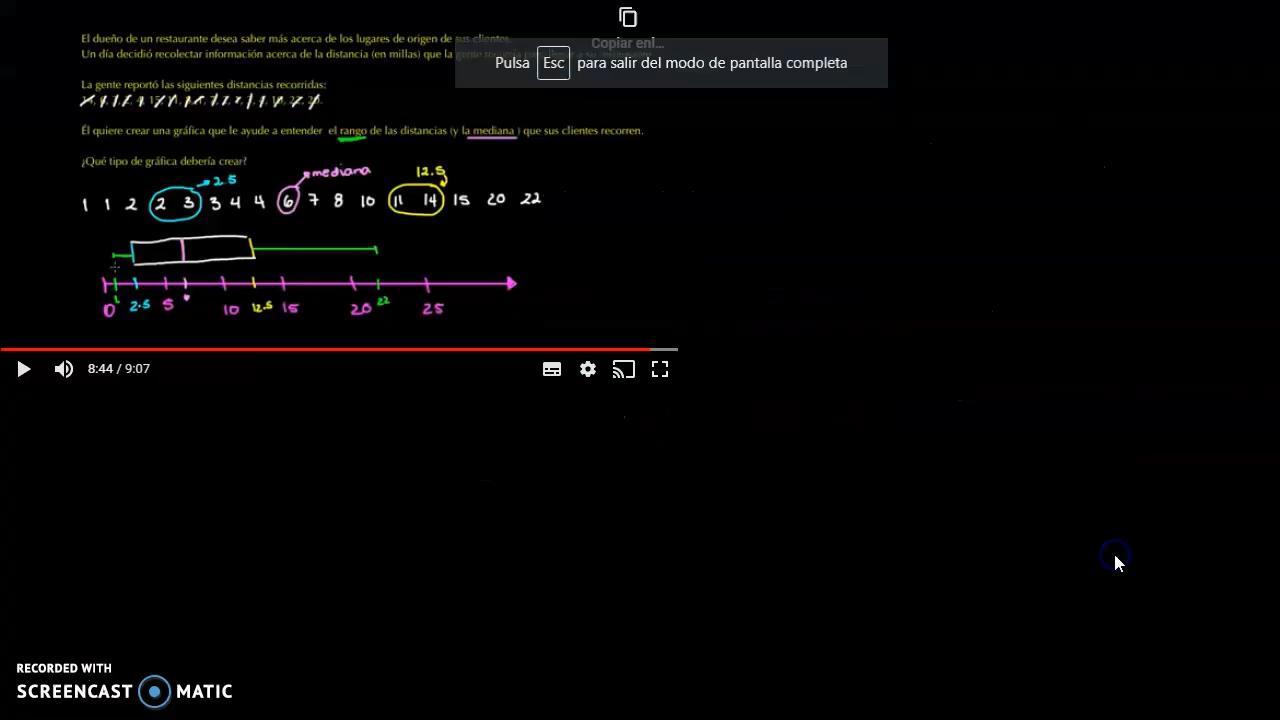 Copiar enl...
El dueño de un restaurante desea saber más acerca de los lugares de origen de sus clientes.
Un día decidió recolectar información acerca de la distancia (en millas) que la gente
Pulsa Esc para salir del modo de pantalla completa
La gente reportó las siguientes distancias recorridas:
Él quiere crear una gráfica que le ayude a entender el rango de las distancias (y la mediana ) que sus clientes recorren.
¿Qué tipo de gráfica debería crear?
2.5 mediana 12.5
1 1 2 2 3 3 4 4 6 7 8 10 11 14 15 20 22
0 1 2.5 5 10 12.5 15 20 22 25
8:44 / 9:07
RECORDED WITH
SCREENCAST MATIC